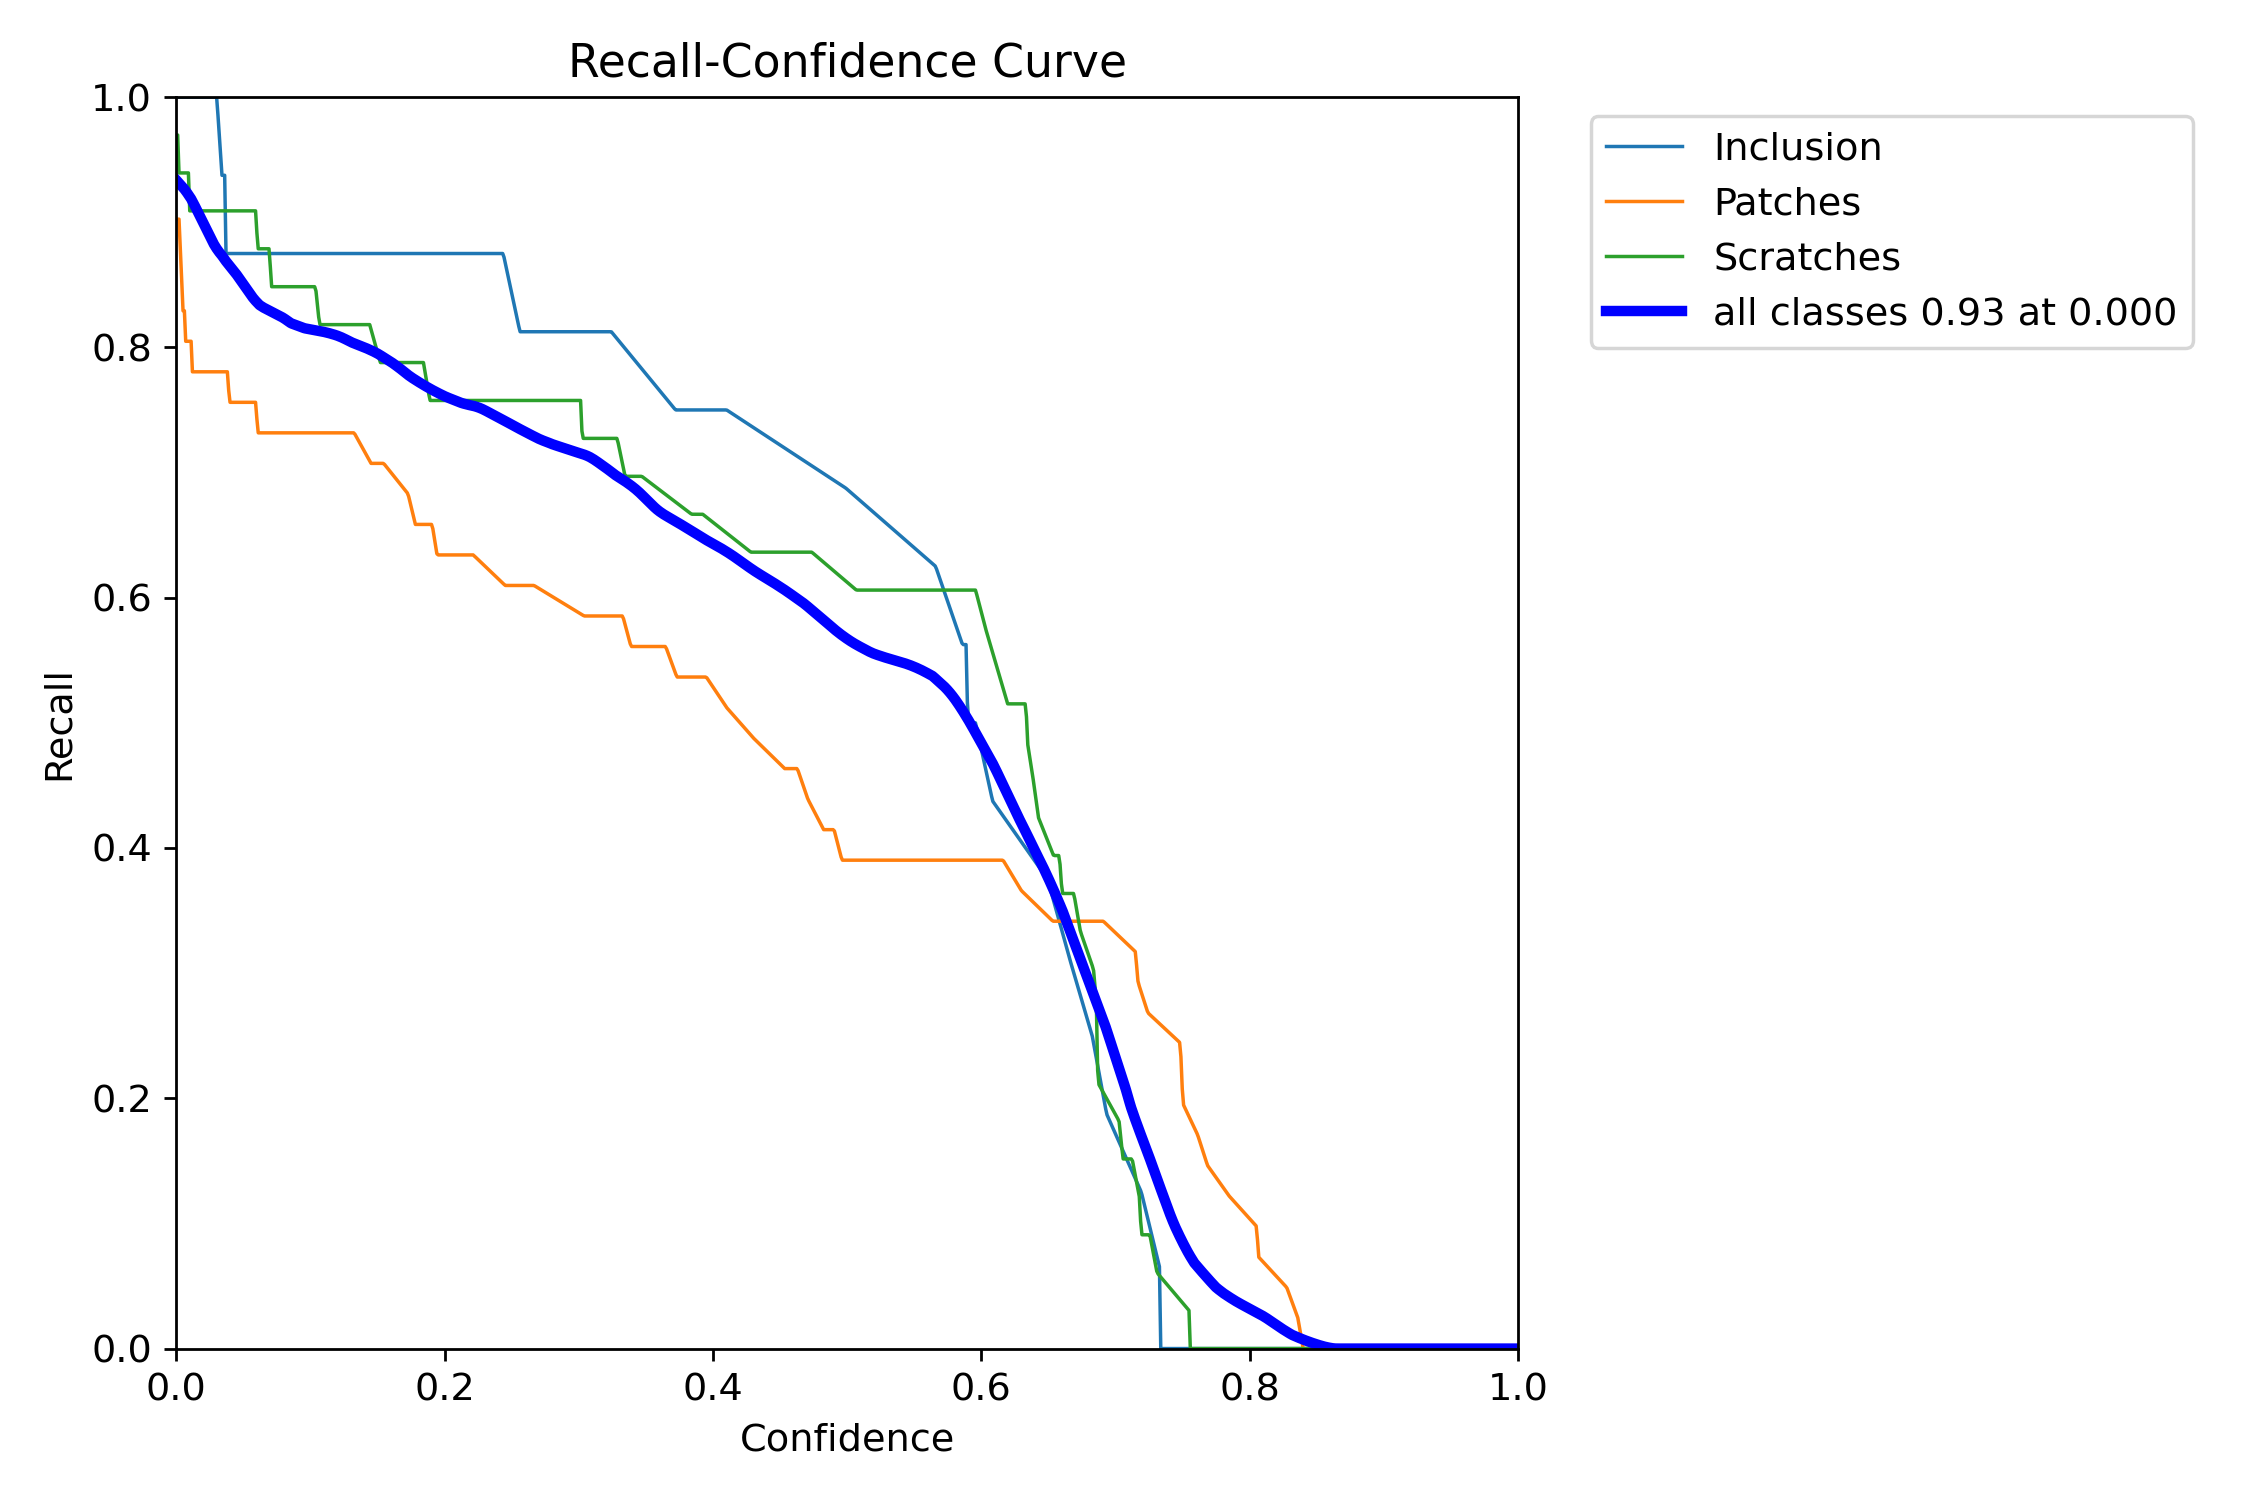 Recall-Confidence Curve
1.0
0.8
0.6
0.4
0.2
0.0
Recall
0.0 0.2 0.4 0.6 0.8 1.0
Confidence
Inclusion
Patches
Scratches
all classes 0.93 at 0.000